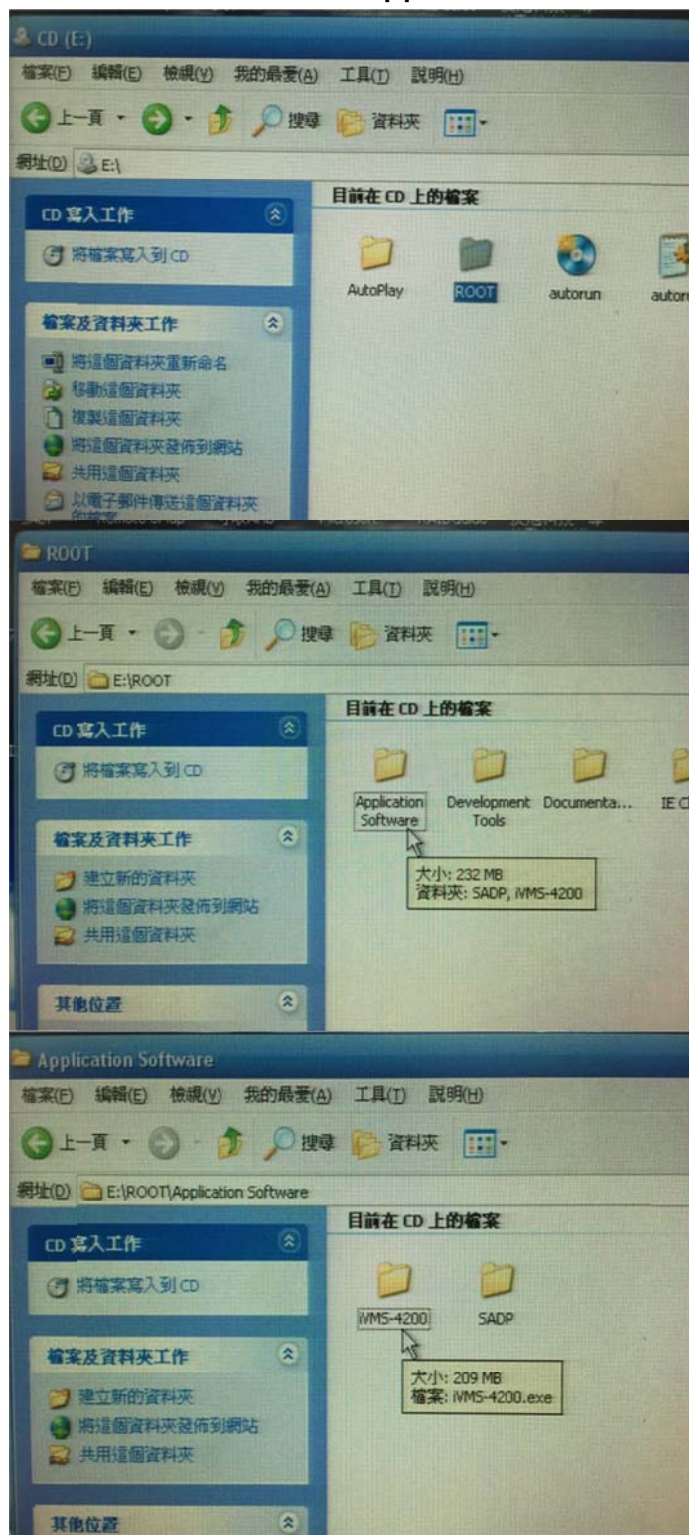 CD (E:)
檔案(F) 編輯(E) 檢視(V) 我的最愛(A) 工具(T) 說明(H)
上一頁 搜尋 資料夾
網址(D) E:\
目前在 CD 上的檔案
CD 寫入工作
將檔案寫入到 CD
AutoPlay ROOT autorun autorun
檔案及資料夾工作
將這個資料夾重新命名
移動這個資料夾
複製這個資料夾
將這個資料夾發佈到網站
共用這個資料夾
以電子郵件傳送這個資料夾
的檔案
ROOT
檔案(F) 編輯(E) 檢視(V) 我的最愛(A) 工具(T) 說明(H)
上一頁 搜尋 資料夾
網址(D) E:\ROOT
目前在 CD 上的檔案
CD 寫入工作
將檔案寫入到 CD
Application Development Documenta... IE
Software Tools
檔案及資料夾工作
大小: 232 MB
資料夾: SADP, iVMS-4200
建立新的資料夾
將這個資料夾發佈到網站
共用這個資料夾
其他位置
Application Software
檔案(F) 編輯(E) 檢視(V) 我的最愛(A) 工具(T) 說明(H)
上一頁 搜尋 資料夾
網址(D) E:\ROOT\Application Software
目前在 CD 上的檔案
CD 寫入工作
將檔案寫入到 CD
iVMS-4200 SADP
檔案及資料夾工作
大小: 209 MB
檔案: iVMS-4200.exe
建立新的資料夾
將這個資料夾發佈到網站
共用這個資料夾
其他位置